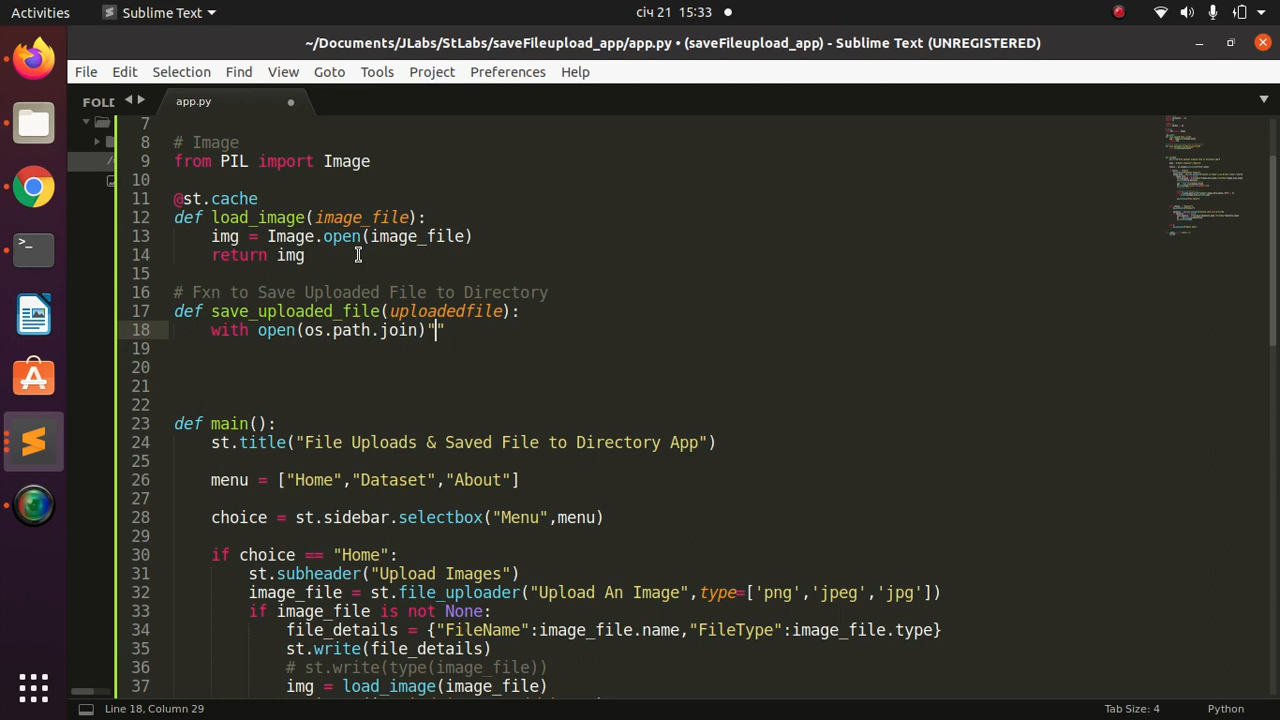 Activities
Sublime Text
січ 21 15:33
~/Documents/JLabs/StLabs/saveFileupload_app/app.py • (saveFileupload_app) - Sublime Text (UNREGISTERED)
File Edit Selection Find View Goto Tools Project Preferences Help
FOLD
app.py
7
8 # Image
9 from PIL import Image
10
11 @st.cache
12 def load_image(image_file):
13 img = Image.open(image_file)
14 return img
15
16 # Fxn to Save Uploaded File to Directory
17 def save_uploaded_file(uploadedfile):
18 with open(os.path.join)""
19
20
21
22
23 def main():
24 st.title("File Uploads & Saved File to Directory App")
25
26 menu = ["Home","Dataset","About"]
27
28 choice = st.sidebar.selectbox("Menu",menu)
29
30 if choice == "Home":
31 st.subheader("Upload Images")
32 image_file = st.file_uploader("Upload An Image",type=['png','jpeg','jpg'])
33 if image_file is not None:
34 file_details = {"FileName":image_file.name,"FileType":image_file.type}
35 st.write(file_details)
36 # st.write(type(image_file))
37 img = load_image(image_file)
Line 18, Column 29
Tab Size: 4
Python